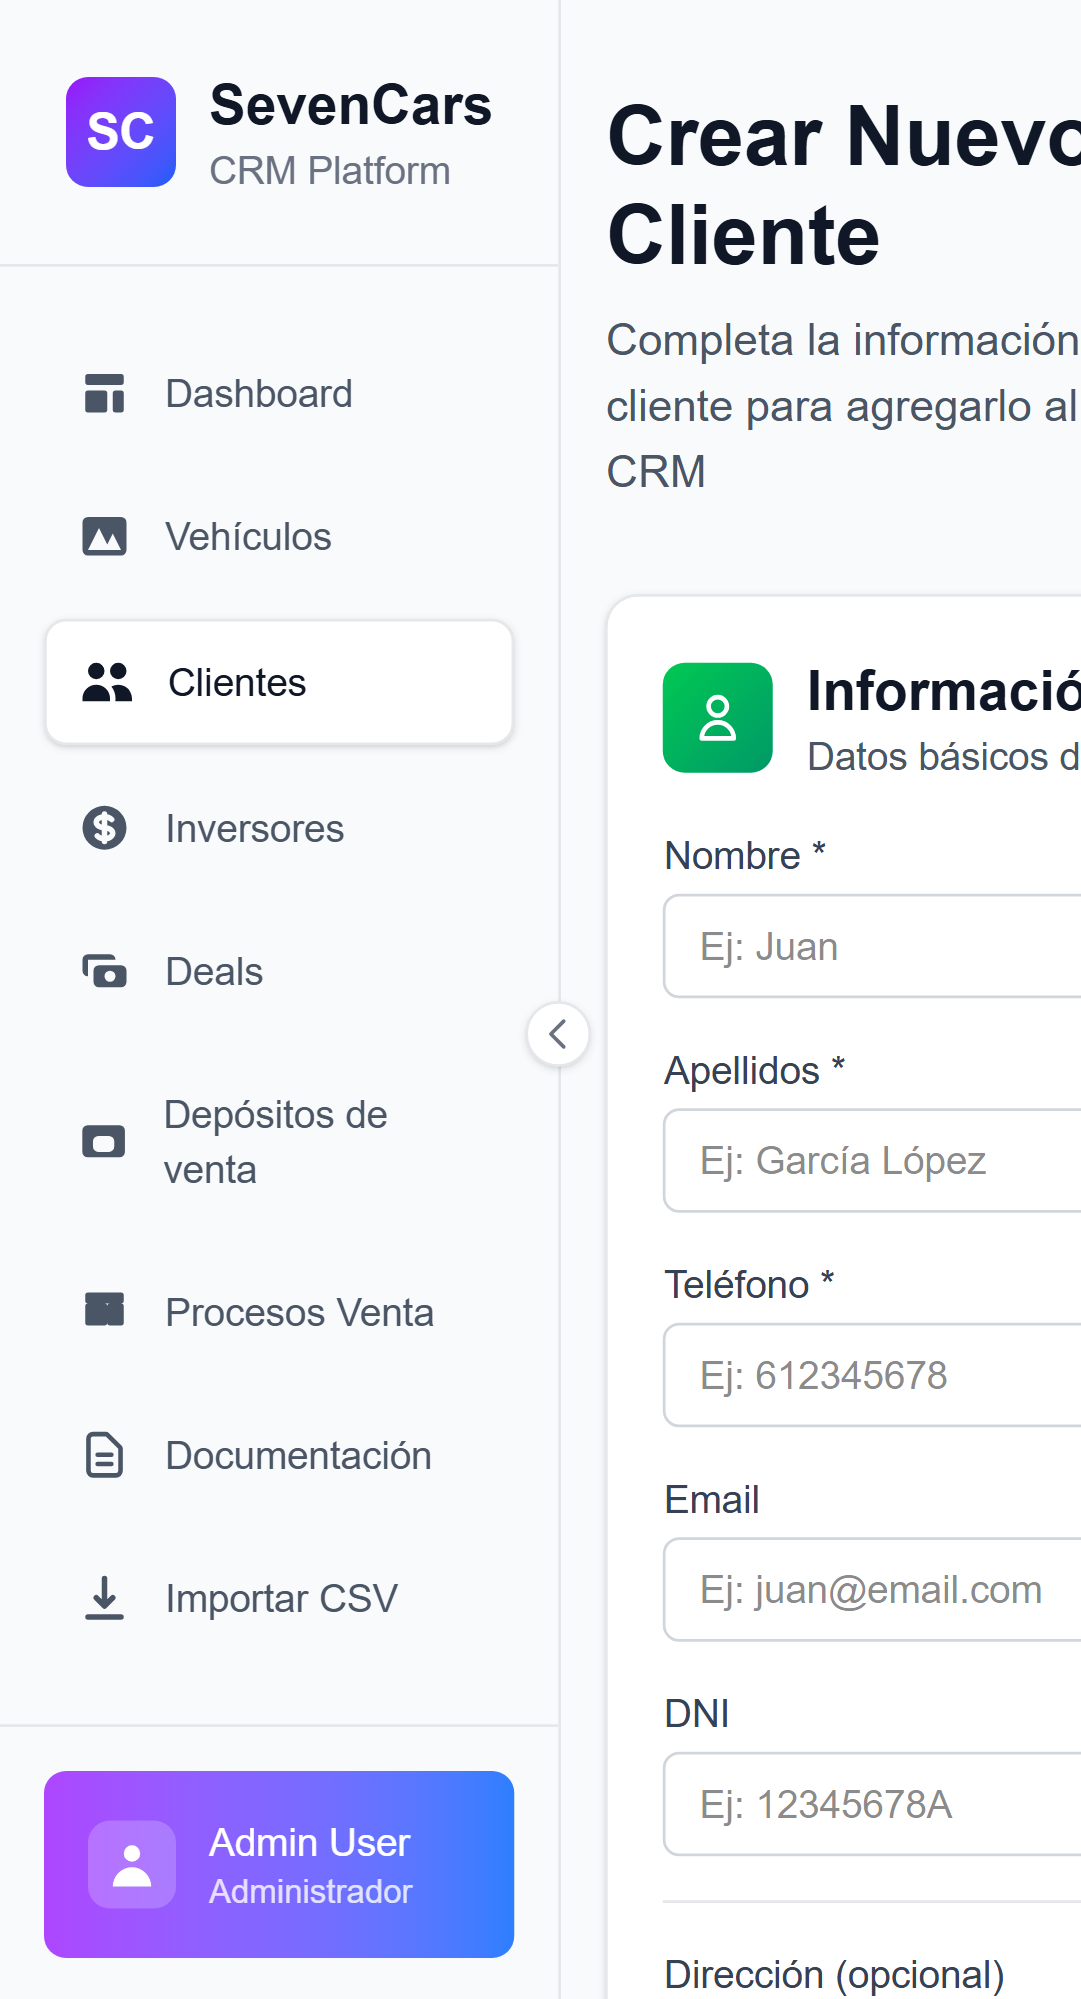 SC
SevenCars
CRM Platform
Dashboard
Vehículos
Clientes
Inversores
Deals
Depósitos de
venta
Procesos Venta
Documentación
Importar CSV
Admin User
Administrador
Crear Nuevo
Cliente
Completa la información
cliente para agregarlo al
CRM
Informació
Datos básicos d
Nombre *
Ej: Juan
Apellidos *
Ej: García López
Teléfono *
Ej: 612345678
Email
Ej: juan@email.com
DNI
Ej: 12345678A
Dirección (opcional)